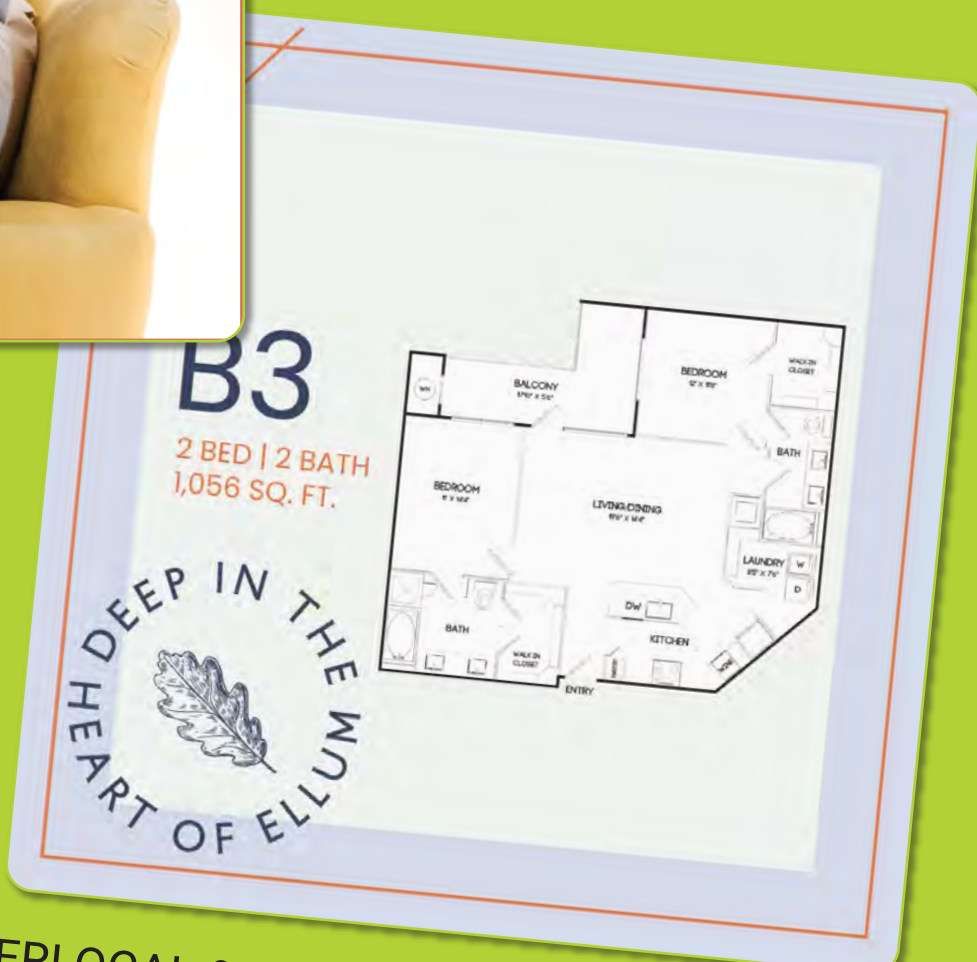 B3
2 BED | 2 BATH
1,056 SQ. FT.
DEEP IN THE HEART OF ELLUM
WH
BALCONY
BEDROOM
WALK IN
CLOSET
BATH
BEDROOM
LIVING/DINING
LAUNDRY
W
D
BATH
WALK IN
CLOSET
DW
KITCHEN
ENTRY